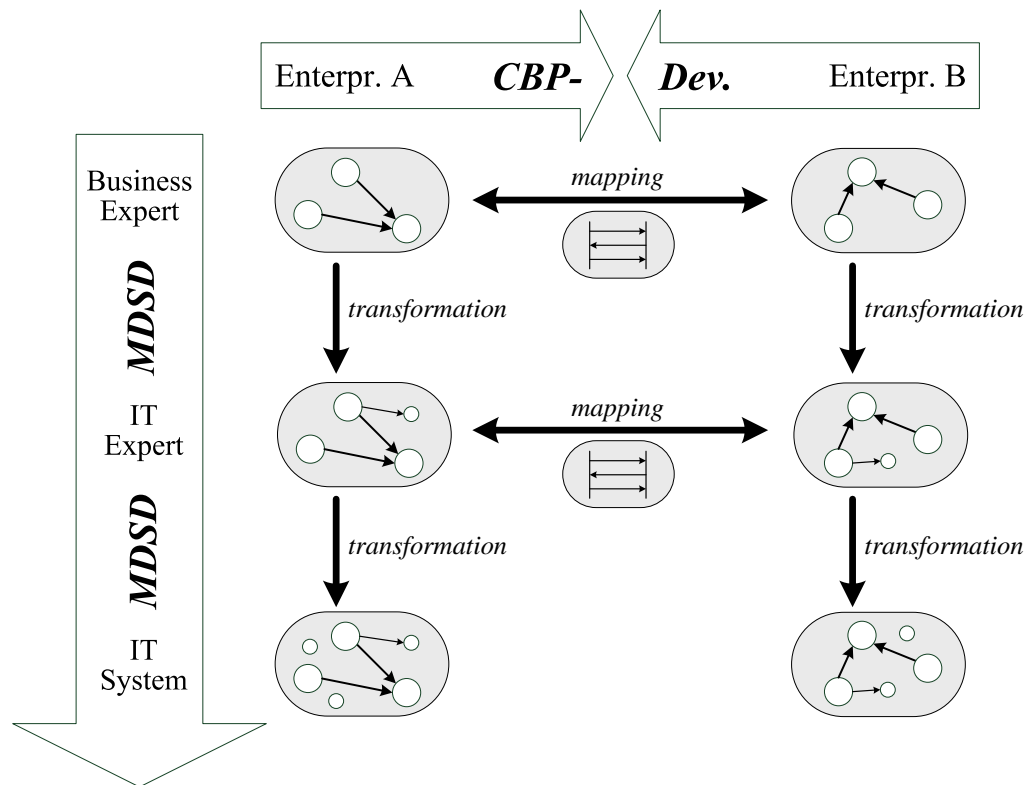 Enterpr. A CBP- Dev. Enterpr. B
Business
Expert
mapping
MDSD
transformation
transformation
IT
Expert
mapping
MDSD
transformation
transformation
IT
System